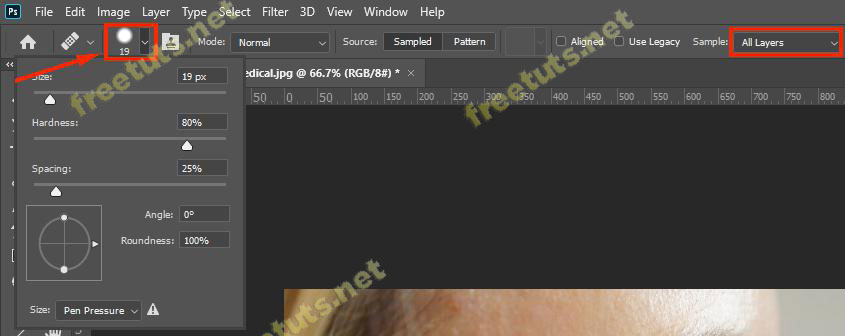 Ps File Edit Image Layer Type Select Filter 3D View Window Help
19 Mode: Normal Source: Sampled Pattern Aligned Use Legacy Sample: All Layers
edical.jpg @ 66.7% (RGB/8#) * ×
Size: 19 px
50 0 50 100 150 200 250 300 350 400 450 500 550 600 650 700 750 800
Hardness: 80%
Spacing: 25%
Angle: 0°
Roundness: 100%
Size: Pen Pressure
freetuts.net
freetuts.net
freetuts.net